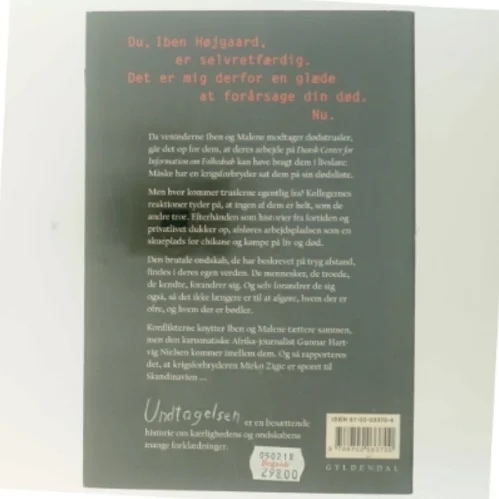 Du, Iben Højgaard,
er selvretfærdig.
Det er mig derfor en glæde
at forårsage din død.
Nu.
Da veninderne Iben og Malene modtager dødstrusler,
går det op for dem, at deres arbejde på Dansk Center for
Information om Folkedrab kan have bragt dem i livsfare:
Måske har en krigsforbryder sat dem på sin dødsliste.
Men hvor kommer truslerne egentlig fra? Kollegernes
reaktioner tyder på, at ingen af dem er helt, som de
andre tror. Efterhånden som historier fra fortiden og
privatlivet dukker op, afsløres arbejdspladsen som en
skueplads for chikane og kampe på liv og død.
Den brutale ondskab, de har beskrevet på tryg afstand,
findes i deres egen verden. De mennesker, de troede,
de kendte, forandrer sig. Og selv forandrer de sig
også, så det ikke længere er til at afgøre, hvem der er
ofre, og hvem der er bødler.
Konflikterne knytter Iben og Malene tættere sammen,
men den karismatiske Afrika-journalist Gunnar Hart-
vig Nielsen kommer imellem dem. Og så rapporteres
det, at krigsforbryderen Mirko Zigic er sporet til
Skandinavien ...
Undtagelsen er en besættende
historie om kærlighedens og ondskabens
mange forklædninger.
050218
298.00
GYLDENDAL